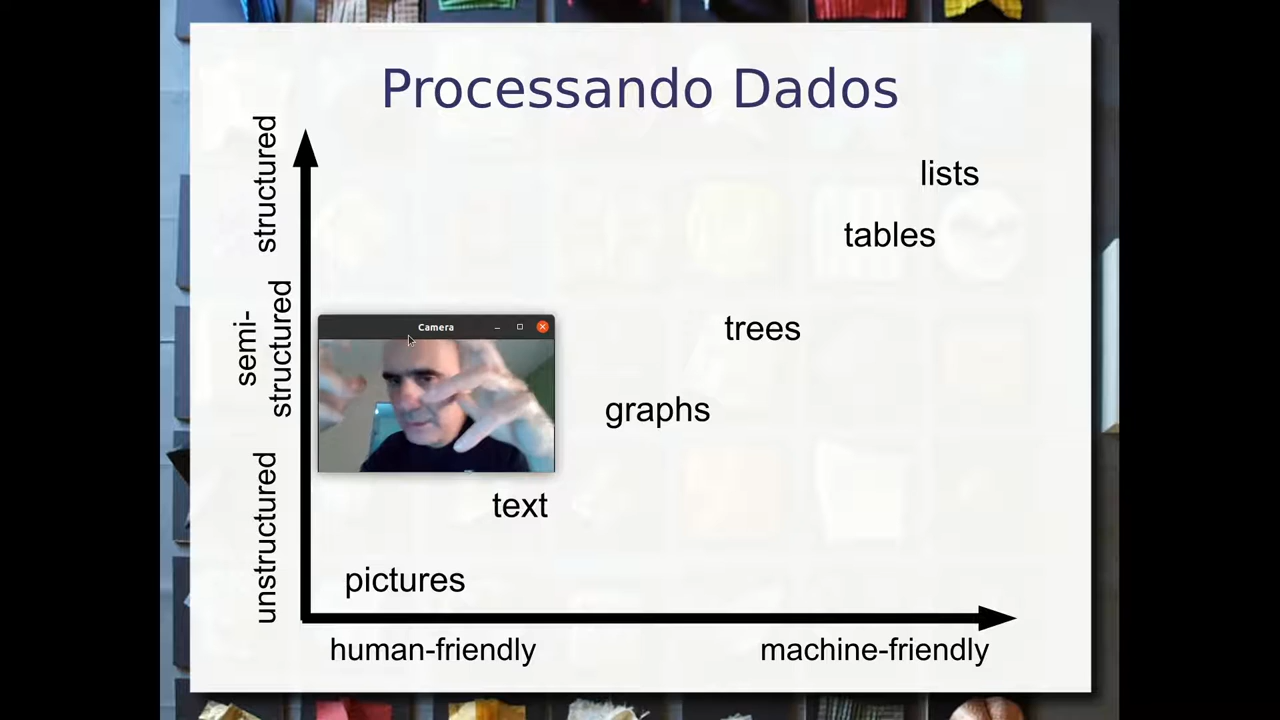 Processando Dados
structured
lists
tables
semi-
structured
Camera
trees
graphs
unstructured
text
pictures
human-friendly
machine-friendly